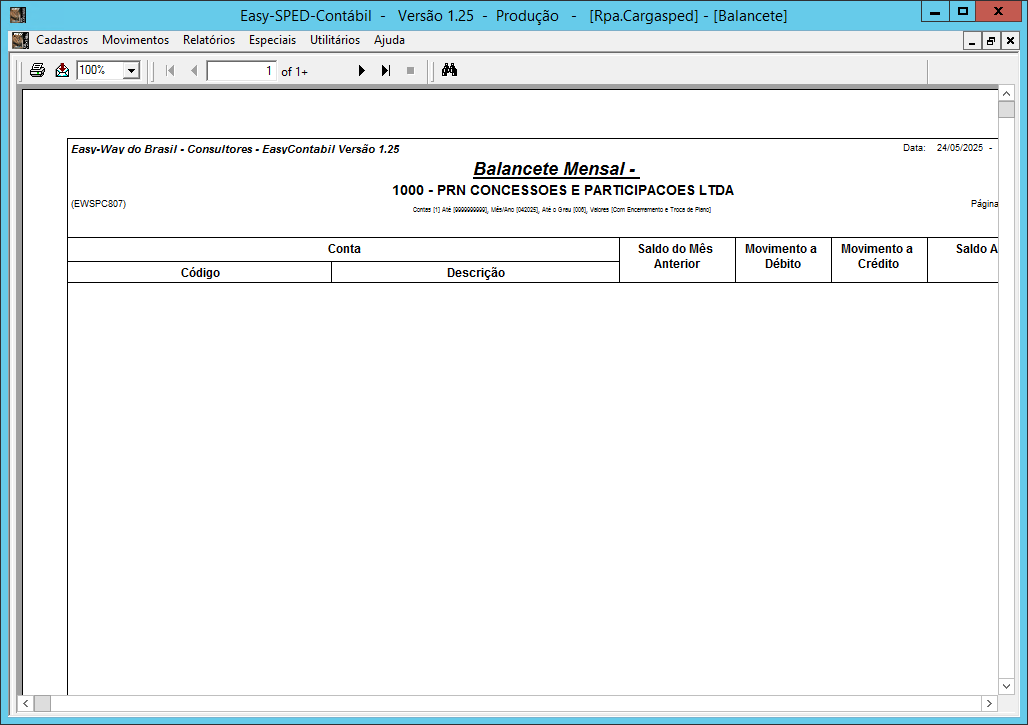 Easy-SPED-Contábil - Versão 1.25 - Produção - [Rpa.Cargasped] - [Balancete]
Cadastros Movimentos Relatórios Especiais Utilitários Ajuda
100% 1 of 1+
Easy-Way do Brasil - Consultores - EasyContabil Versão 1.25
Data: 24/05/2025 -
Balancete Mensal -
1000 - PRN CONCESSOES E PARTICIPACOES LTDA
(EWSPC807)
Página
Contas [1] Até [9999999999], Mês/Ano [042025], Até o Grau [006], Valores [Com Encerramento e Troca de Plano]
Conta
Saldo do Mês Anterior
Movimento a Débito
Movimento a Crédito
Saldo A
Código
Descrição